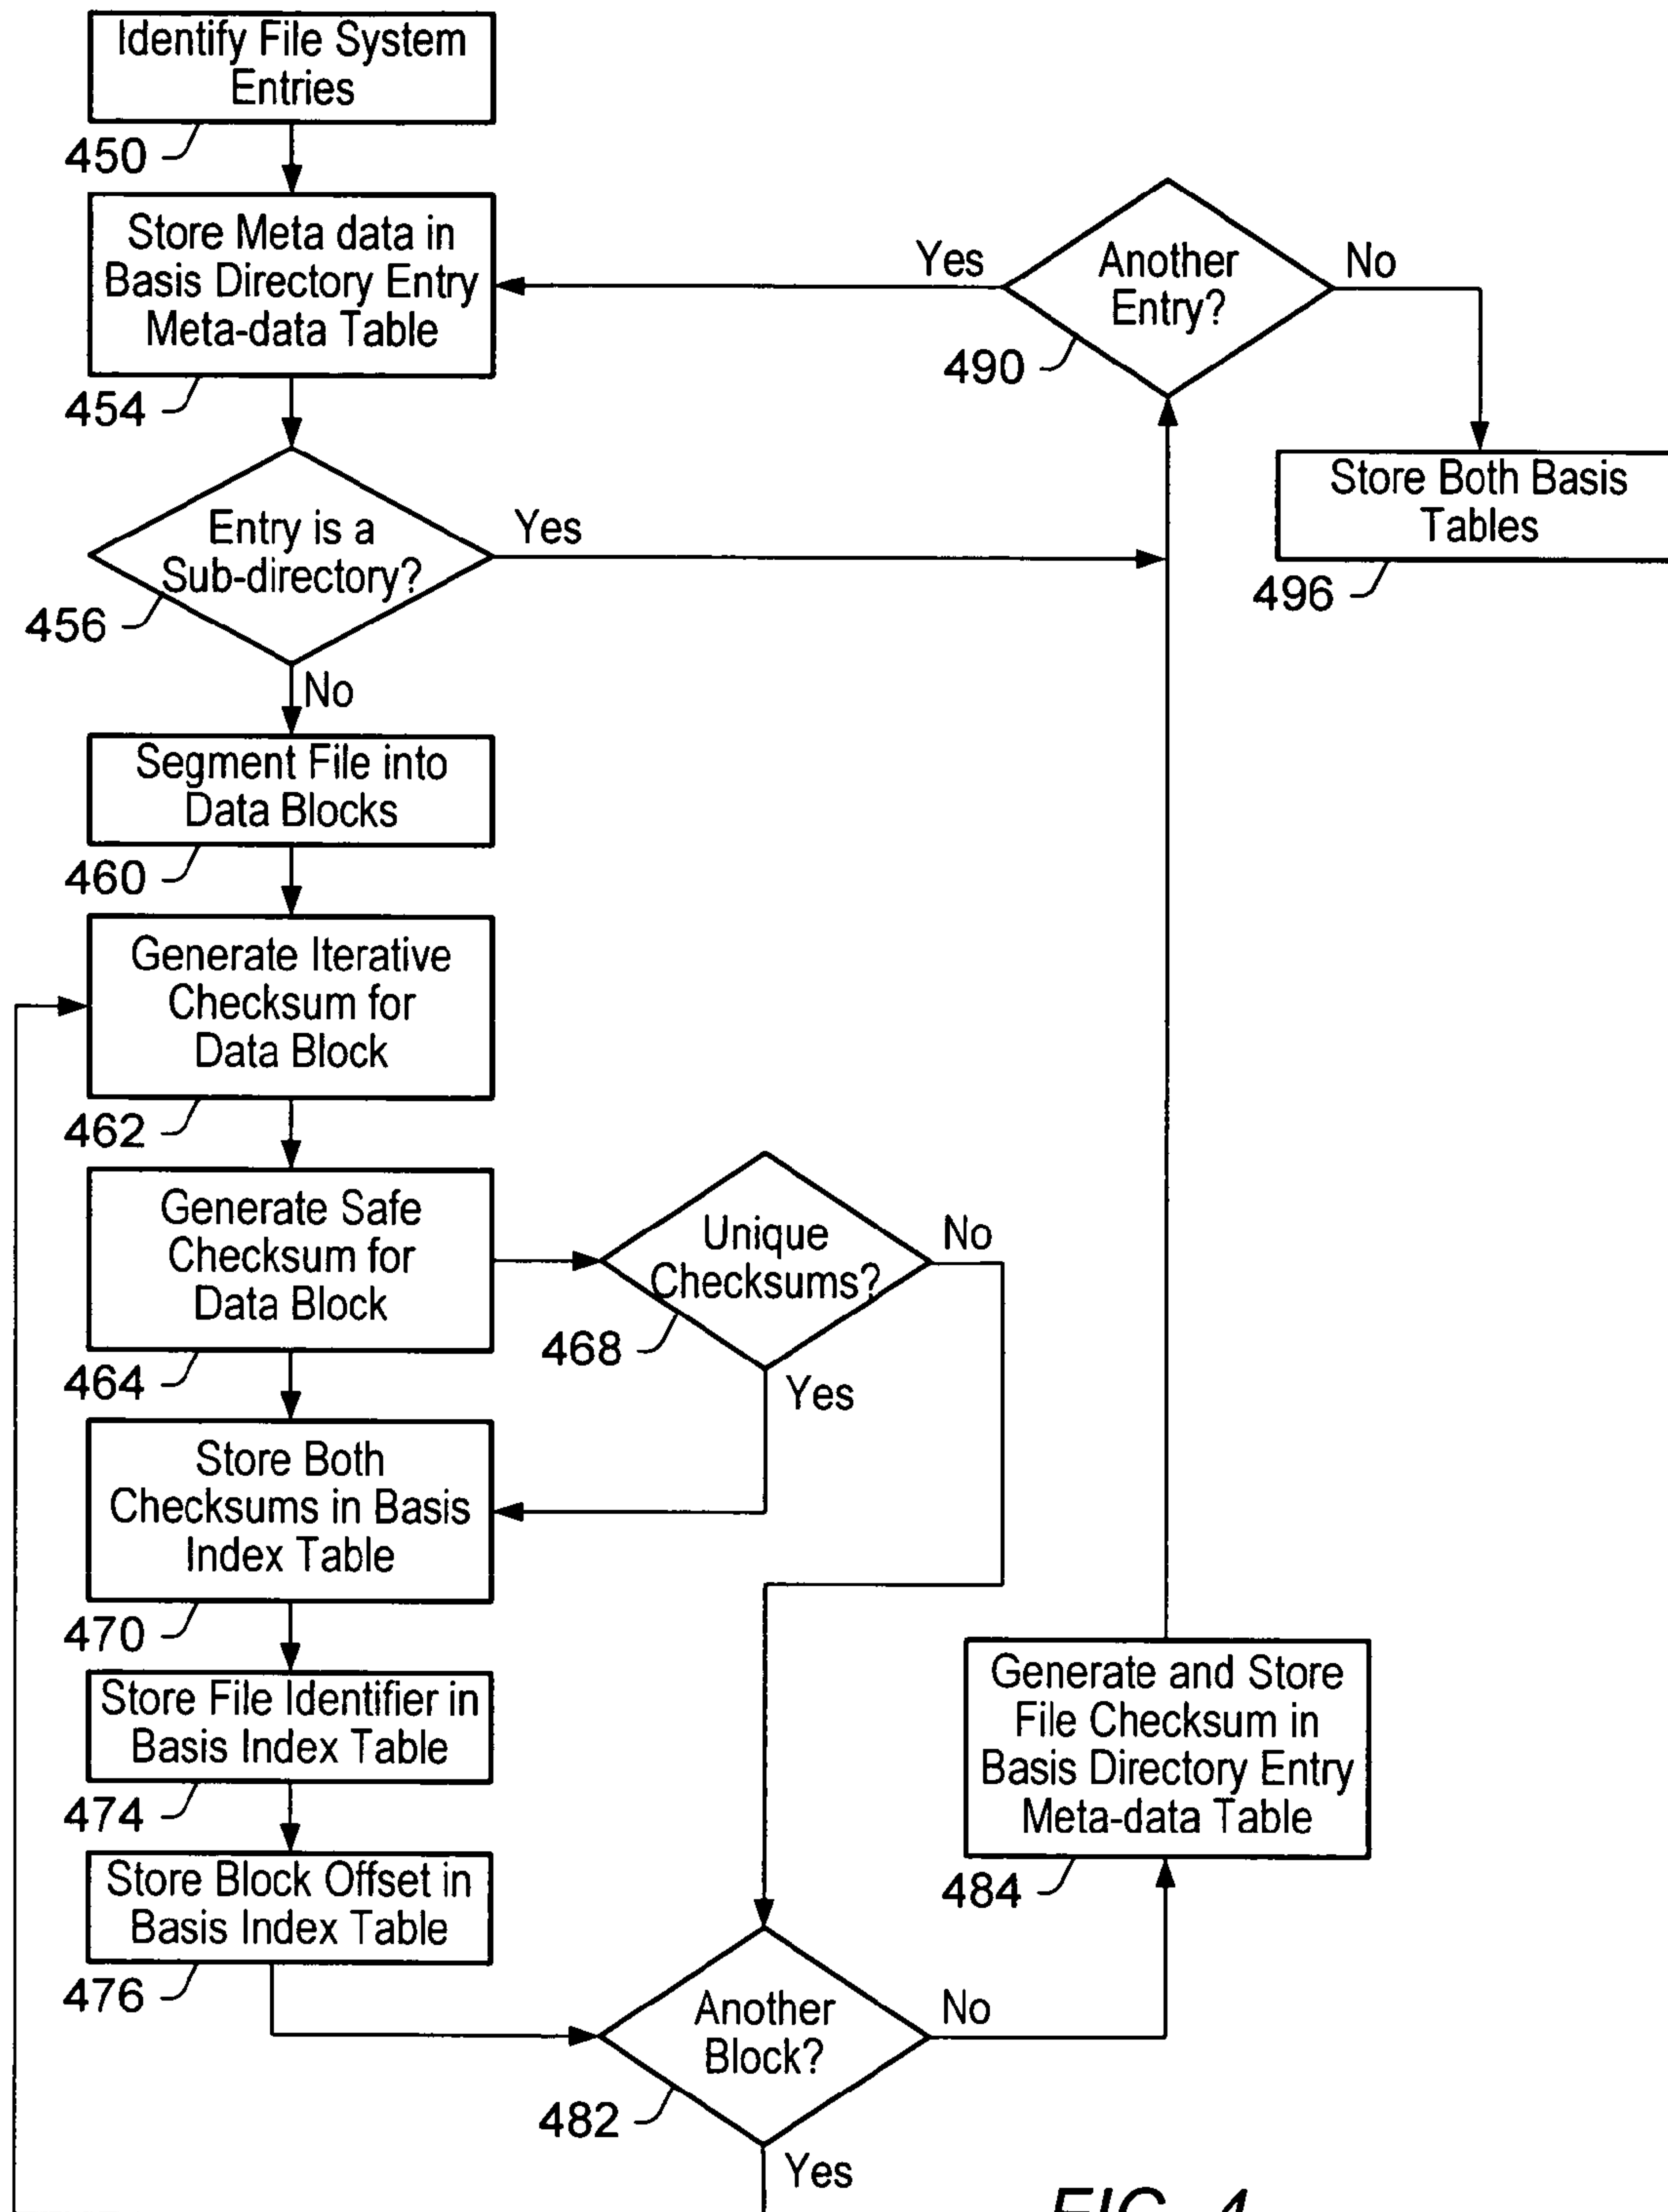 Identify File System
Entries
450
Store Meta data in
Basis Directory Entry
Meta-data Table
454
Yes
Another
Entry?
No
490
Store Both Basis
Tables
496
Entry is a
Sub-directory?
Yes
456
No
Segment File into
Data Blocks
460
Generate Iterative
Checksum for
Data Block
462
Generate Safe
Checksum for
Data Block
464
Unique
Checksums?
No
468
Yes
Store Both
Checksums in Basis
Index Table
470
Store File Identifier in
Basis Index Table
474
Store Block Offset in
Basis Index Table
476
Generate and Store
File Checksum in
Basis Directory Entry
Meta-data Table
484
Another
Block?
No
482
Yes
FIG. 4